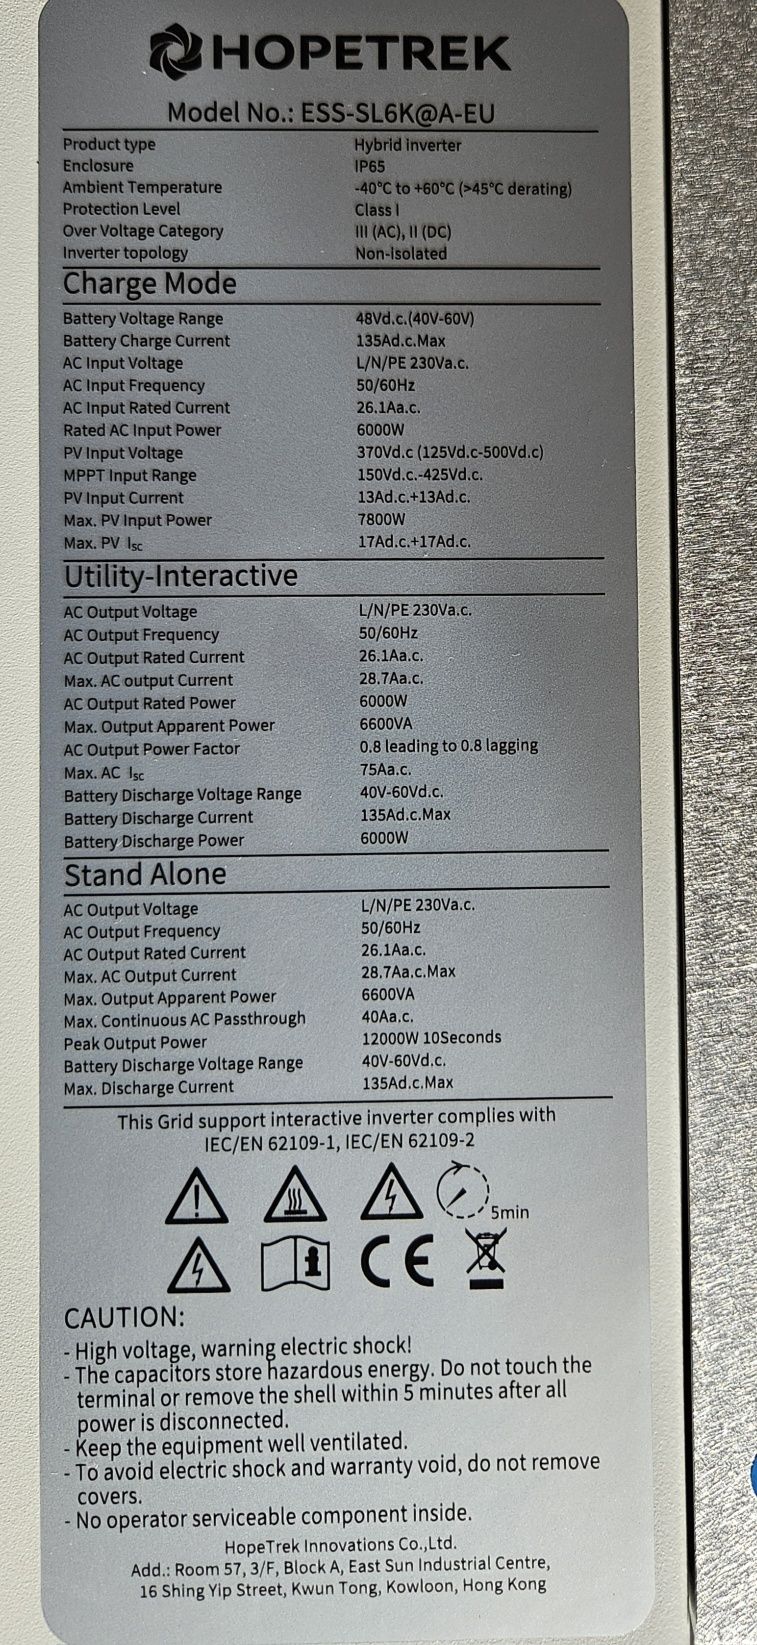 HOPETREK
Model No.: ESS-SL6K@A-EU
Product type Hybrid inverter
Enclosure IP65
Ambient Temperature -40°C to +60°C (>45°C derating)
Protection Level Class I
Over Voltage Category III (AC), II (DC)
Inverter topology Non-isolated
Charge Mode
Battery Voltage Range 48Vd.c.(40V-60V)
Battery Charge Current 135Ad.c.Max
AC Input Voltage L/N/PE 230Va.c.
AC Input Frequency 50/60Hz
AC Input Rated Current 26.1Aa.c.
Rated AC Input Power 6000W
PV Input Voltage 370Vd.c (125Vd.c-500Vd.c)
MPPT Input Range 150Vd.c.-425Vd.c.
PV Input Current 13Ad.c.+13Ad.c.
Max. PV Input Power 7800W
Max. PV Isc 17Ad.c.+17Ad.c.
Utility-Interactive
AC Output Voltage L/N/PE 230Va.c.
AC Output Frequency 50/60Hz
AC Output Rated Current 26.1Aa.c.
Max. AC output Current 28.7Aa.c.
AC Output Rated Power 6000W
Max. Output Apparent Power 6600VA
AC Output Power Factor 0.8 leading to 0.8 lagging
Max. AC Isc 75Aa.c.
Battery Discharge Voltage Range 40V-60Vd.c.
Battery Discharge Current 135Ad.c.Max
Battery Discharge Power 6000W
Stand Alone
AC Output Voltage L/N/PE 230Va.c.
AC Output Frequency 50/60Hz
AC Output Rated Current 26.1Aa.c.
Max. AC Output Current 28.7Aa.c.Max
Max. Output Apparent Power 6600VA
Max. Continuous AC Passthrough 40Aa.c.
Peak Output Power 12000W 10Seconds
Battery Discharge Voltage Range 40V-60Vd.c.
Max. Discharge Current 135Ad.c.Max
This Grid support interactive inverter complies with
IEC/EN 62109-1, IEC/EN 62109-2
5min
CE
CAUTION:
- High voltage, warning electric shock!
- The capacitors store hazardous energy. Do not touch the
terminal or remove the shell within 5 minutes after all
power is disconnected.
- Keep the equipment well ventilated.
- To avoid electric shock and warranty void, do not remove
covers.
- No operator serviceable component inside.
HopeTrek Innovations Co.,Ltd.
Add.: Room 57, 3/F, Block A, East Sun Industrial Centre,
16 Shing Yip Street, Kwun Tong, Kowloon, Hong Kong